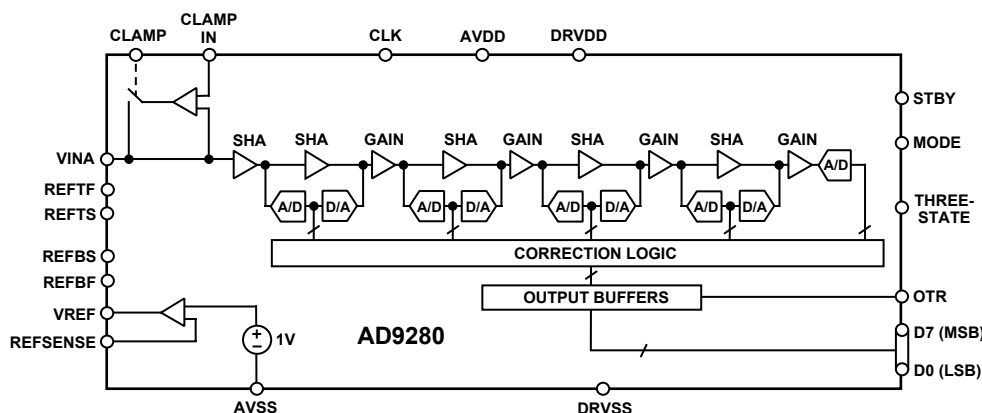 CLAMP
CLAMP
IN
CLK
AVDD
DRVDD
STBY
SHA
SHA
GAIN
SHA
GAIN
SHA
GAIN
SHA
GAIN
MODE
VINA
A/D
REFTF
A/D
D/A
A/D
D/A
A/D
D/A
A/D
D/A
REFTS
THREE-
STATE
REFBS
CORRECTION LOGIC
REFBF
OUTPUT BUFFERS
OTR
VREF
+
−
1V
AD9280
D7 (MSB)
REFSENSE
D0 (LSB)
AVSS
DRVSS